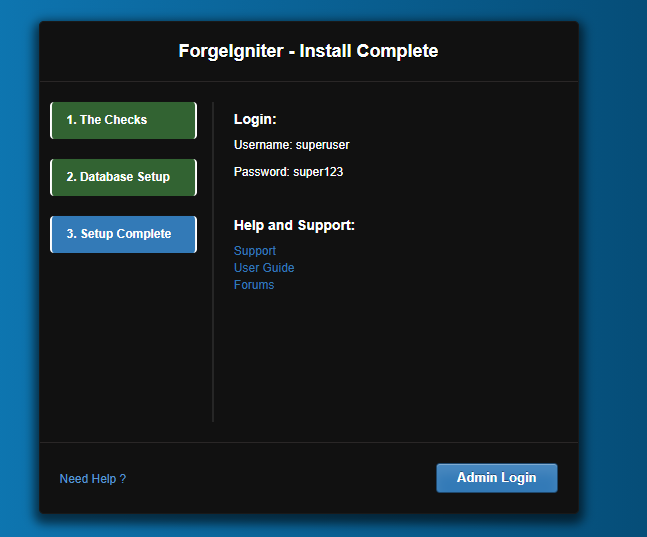 ForgeIgniter - Install Complete
1. The Checks
2. Database Setup
3. Setup Complete
Login:
Username: superuser
Password: super123
Help and Support:
Support
User Guide
Forums
Need Help ?
Admin Login